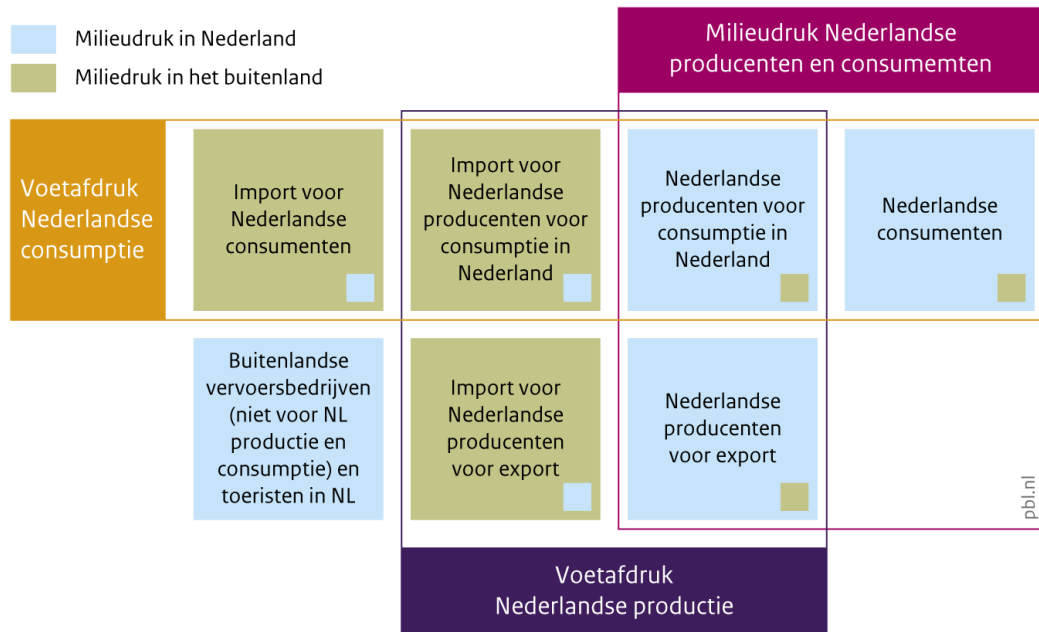 Milieudruk in Nederland
Miliedruk in het buitenland
Milieudruk Nederlandse
producenten en consumemten
Voetafdruk
Nederlandse
consumptie
Import voor
Nederlandse
consumenten
Import voor
Nederlandse
producenten voor
consumptie in
Nederland
Nederlandse
producenten voor
consumptie in
Nederland
Nederlandse
consumenten
Buitenlandse
vervoersbedrijven
(niet voor NL
productie en
consumptie) en
toeristen in NL
Import voor
Nederlandse
producenten
voor export
Nederlandse
producenten
voor export
pbl.nl
Voetafdruk
Nederlandse productie